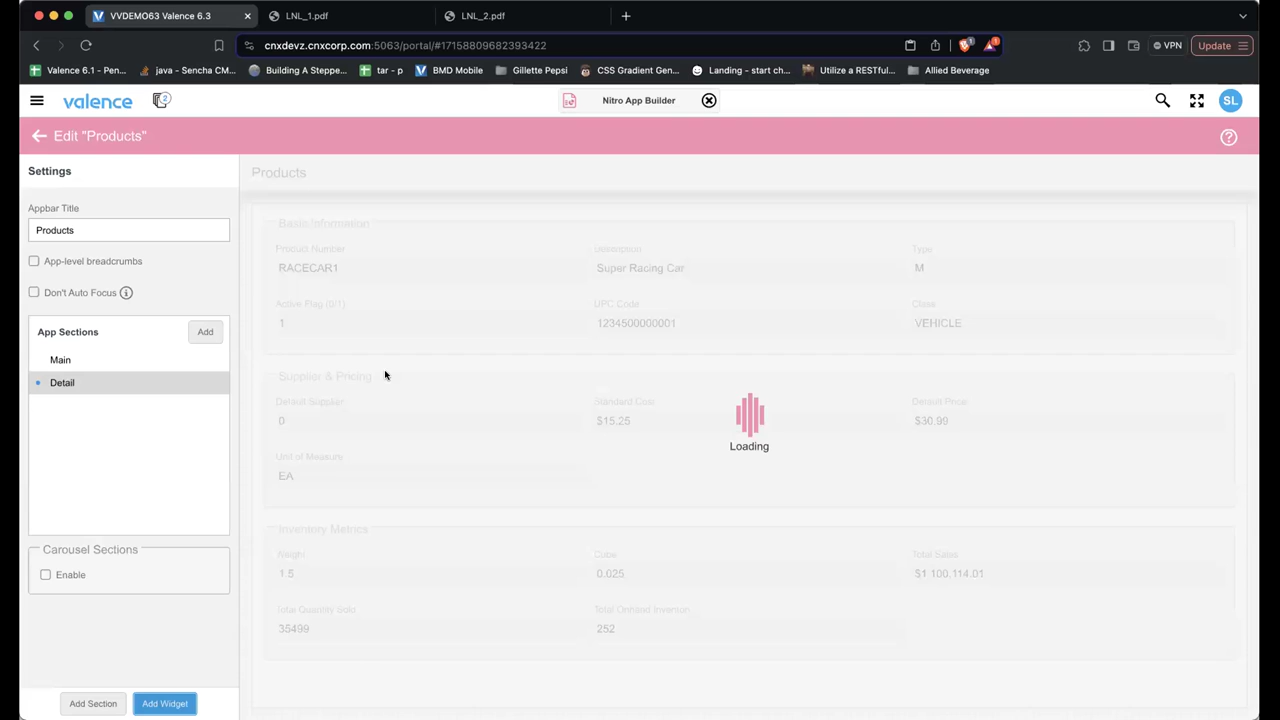 VVDEMO63 Valence 6.3
LNL_1.pdf
LNL_2.pdf
cnxdevz.cnxcorp.com:5063/portal/#17158809682393422
VPN
Update
Valence 6.1 - Pen...
java - Sencha CM...
Building A Steppe...
tar - p
BMD Mobile
Gillette Pepsi
CSS Gradient Gen...
Landing - start ch...
Utilize a RESTful...
Allied Beverage
valence
2
Nitro App Builder
SL
Edit "Products"
Settings
Products
Appbar Title
Products
App-level breadcrumbs
Don't Auto Focus
App Sections
Add
Main
Detail
Carousel Sections
Enable
Add Section
Add Widget
Basic Information
Product Number
Description
Type
RACECAR1
Super Racing Car
M
Active Flag (0/1)
UPC Code
Class
1
1234500000001
VEHICLE
Supplier & Pricing
Default Supplier
Standard Cost
Default Price
0
$15.25
$30.99
Loading
Unit of Measure
EA
Inventory Metrics
Weight
Cube
Total Sales
1.5
0.025
$1 100,114.01
Total Quantity Sold
Total Onhand Inventory
35499
252